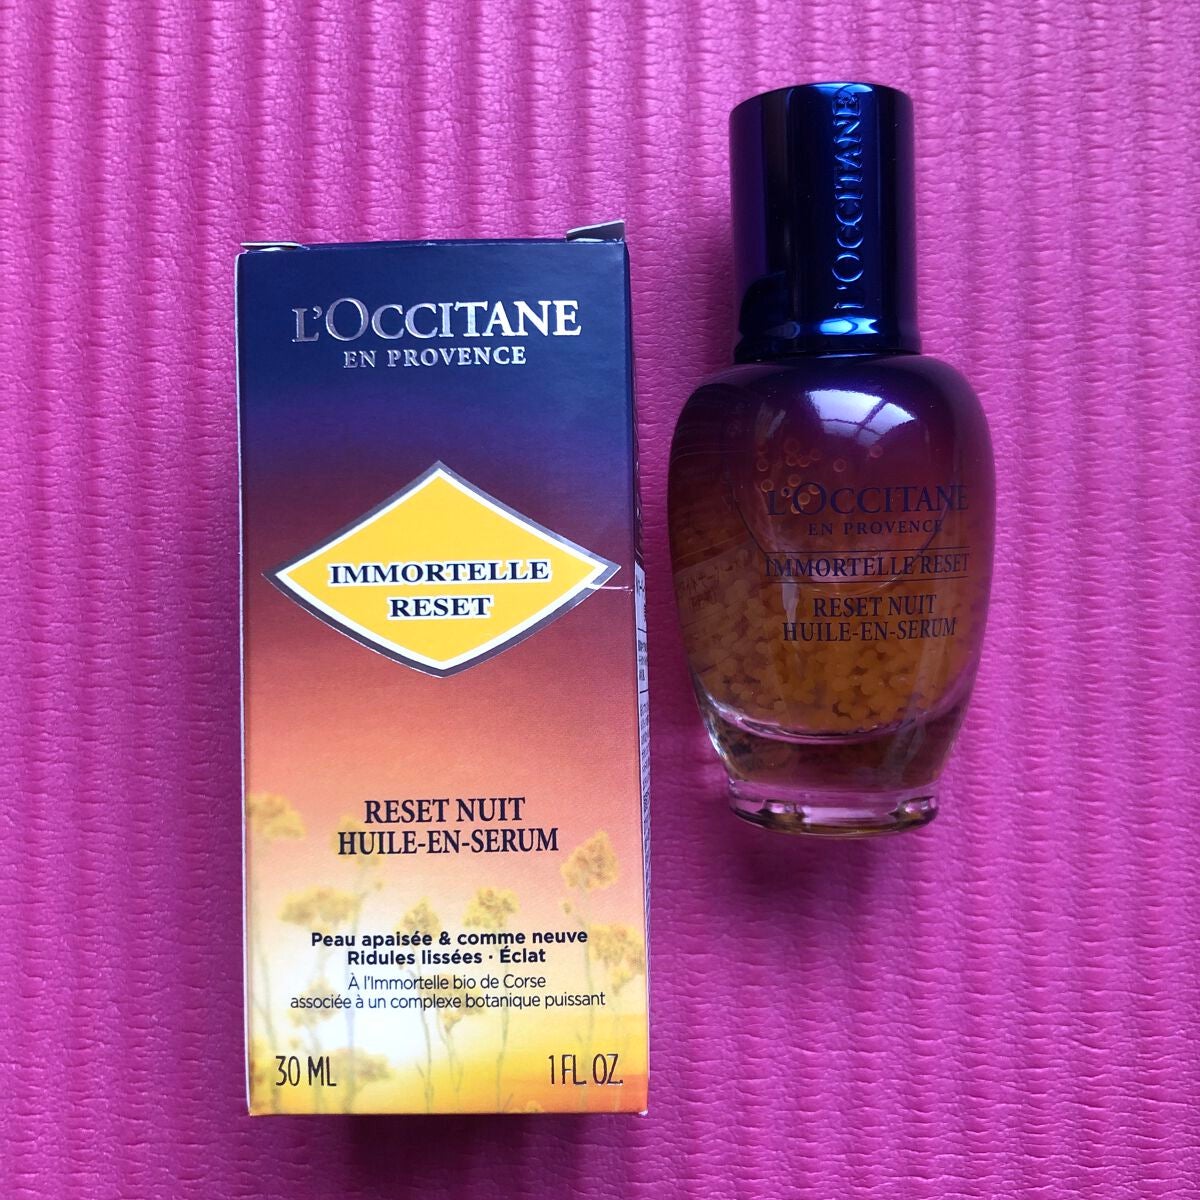 L'OCCITANE
EN PROVENCE
IMMORTELLE
RESET
RESET NUIT
HUILE-EN-SERUM
Peau apaisée & comme neuve
Ridules lissées · Éclat
À l'Immortelle bio de Corse
associée à un complexe botanique puissant
30 ML
1 FL. OZ.
L'OCCITANE
L'OCCITANE
EN PROVENCE
IMMORTELLE RESET
RESET NUIT
HUILE-EN-SERUM